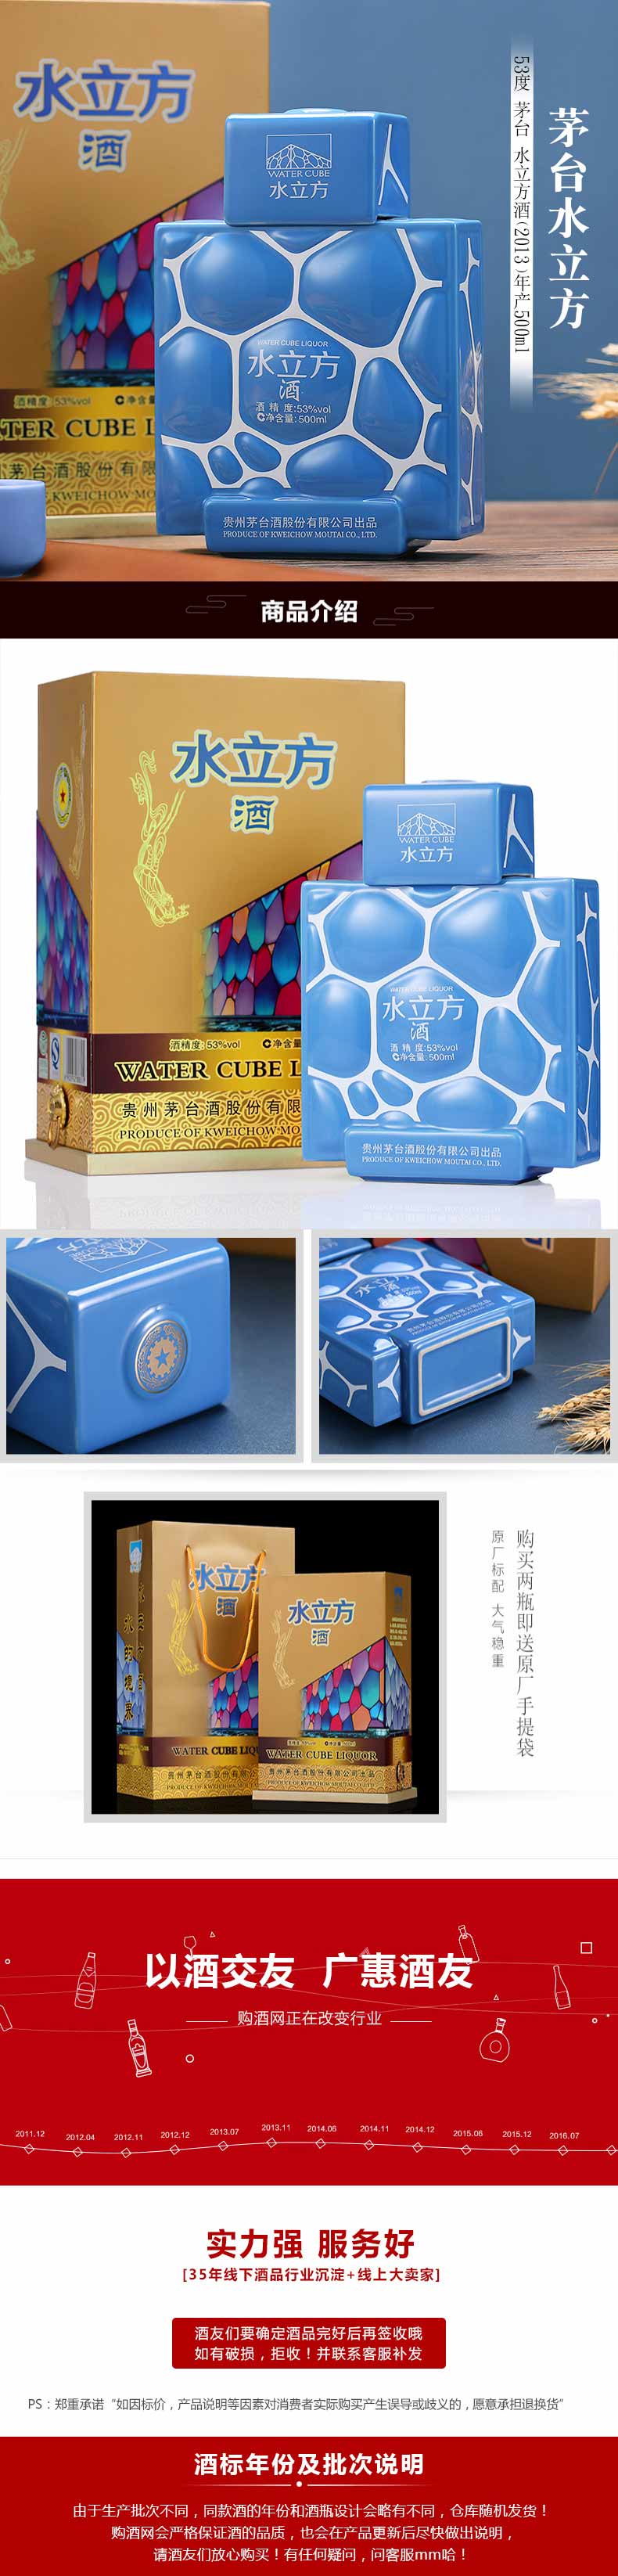 水立方
酒
酒精度:53%vol
TER CUBE L
茅台酒股份有限
KWEICHOW MO
WATER CUBE
水立方
WATER CUBE LIQUOR
水立方
酒
酒 精 度:53%vol
净含量: 500ml
贵州茅台酒股份有限公司出品
PRODUCE OF KWEICHOW MOUTAI CO., LTD.
茅台水立方
53度 茅台 水立方酒(2013)年产500ml
商品介绍
水立方
酒
酒精度: 53%vol
净含量
WATER CUBE L
贵州茅台酒股份有限
PRODUCE OF KWEICHOW MO
WATER CUBE
水立方
WATER CUBE LIQUOR
水立方
酒
酒 精 度:53%vol
净含量: 500ml
贵州茅台酒股份有限公司出品
PRODUCE OF KWEICHOW MOUTAI CO., LTD.
水立方
酒
水立方
酒
WATER CUBE LIQU
水立方
酒
WATER CUBE LIQUOR
贵州茅台酒股份有限公司出品
购买两瓶即送原厂手提袋
原厂标配 大气稳重
以酒交友 广惠酒友
购酒网正在改变行业
2011.12 2012.04 2012.11 2012.12 2013.07 2013.11 2014.06 2014.11 2014.12 2015.06 2015.12 2016.07
实力强 服务好
[35年线下酒品行业沉淀+线上大卖家]
酒友们要确定酒品完好后再签收哦
如有破损，拒收！并联系客服补发
PS：郑重承诺“如因标价，产品说明等因素对消费者实际购买产生误导或歧义的，愿意承担退换货”
酒标年份及批次说明
由于生产批次不同，同款酒的年份和酒瓶设计会略有不同，仓库随机发货！
购酒网会严格保证酒的品质，也会在产品更新后尽快做出说明，
请酒友们放心购买！有任何疑问，问客服mm哈！